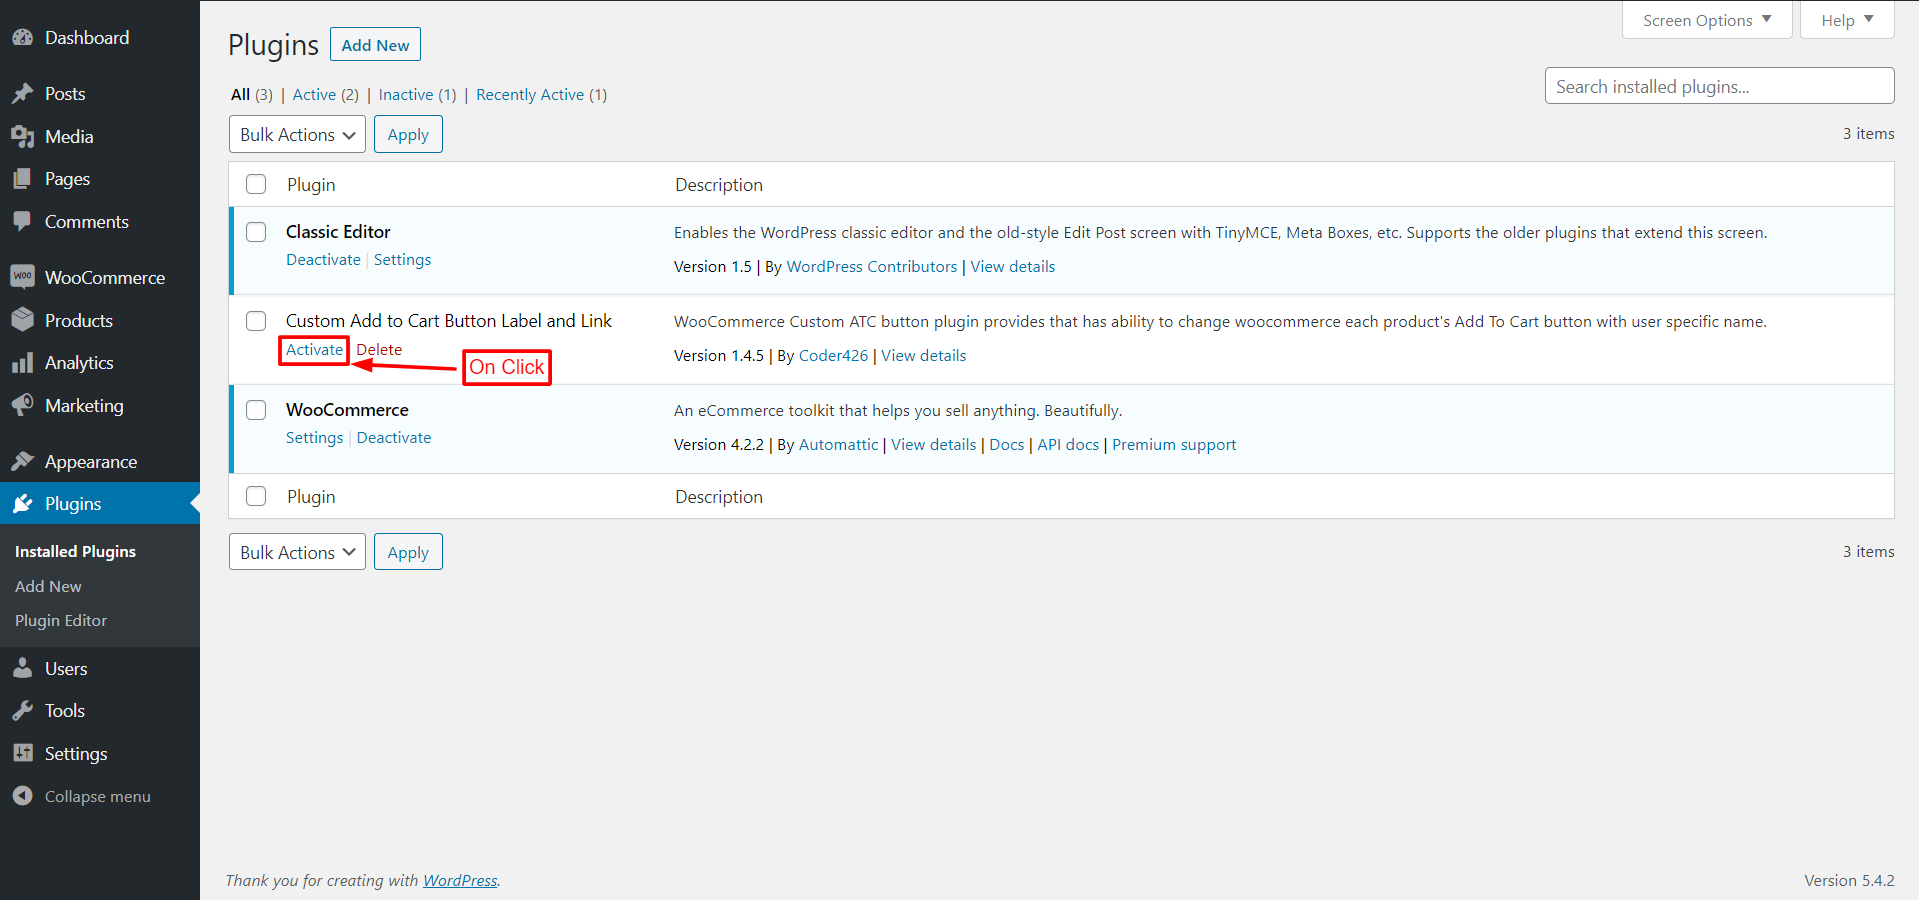 Dashboard
Posts
Media
Pages
Comments
WOO WooCommerce
Products
Analytics
Marketing
Appearance
Plugins
Installed Plugins
Add New
Plugin Editor
Users
Tools
Settings
Collapse menu
Screen Options Help
Plugins Add New
All (3) | Active (2) | Inactive (1) | Recently Active (1)
Search installed plugins...
Bulk Actions Apply
3 items
Plugin Description
Classic Editor
Deactivate | Settings
Enables the WordPress classic editor and the old-style Edit Post screen with TinyMCE, Meta Boxes, etc. Supports the older plugins that extend this screen.
Version 1.5 | By WordPress Contributors | View details
Custom Add to Cart Button Label and Link
Activate Delete
On Click
WooCommerce Custom ATC button plugin provides that has ability to change woocommerce each product's Add To Cart button with user specific name.
Version 1.4.5 | By Coder426 | View details
WooCommerce
Settings | Deactivate
An eCommerce toolkit that helps you sell anything. Beautifully.
Version 4.2.2 | By Automattic | View details | Docs | API docs | Premium support
Plugin Description
Bulk Actions Apply
3 items
Thank you for creating with WordPress.
Version 5.4.2